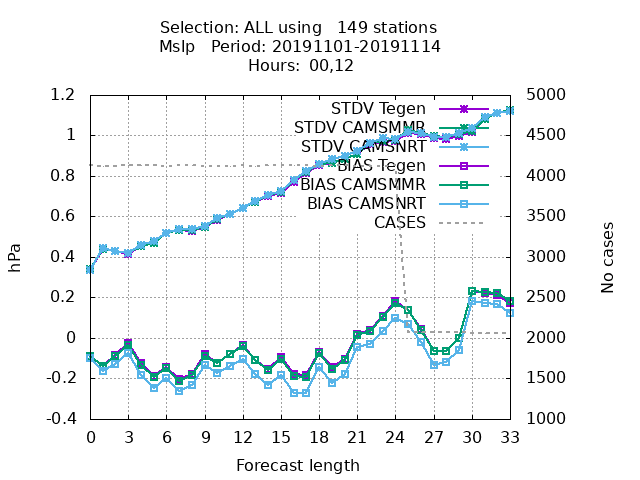 Selection: ALL using   149 stations
Mslp   Period: 20191101-20191114
Hours:  00,12
1.2
1
0.8
0.6
0.4
0.2
0
-0.2
-0.4
5000
4500
4000
3500
3000
2500
2000
1500
1000
hPa
No cases
STDV Tegen
STDV CAMSMMR
STDV CAMSNRT
BIAS Tegen
BIAS CAMSMMR
BIAS CAMSNRT
CASES
0 3 6 9 12 15 18 21 24 27 30 33
Forecast length